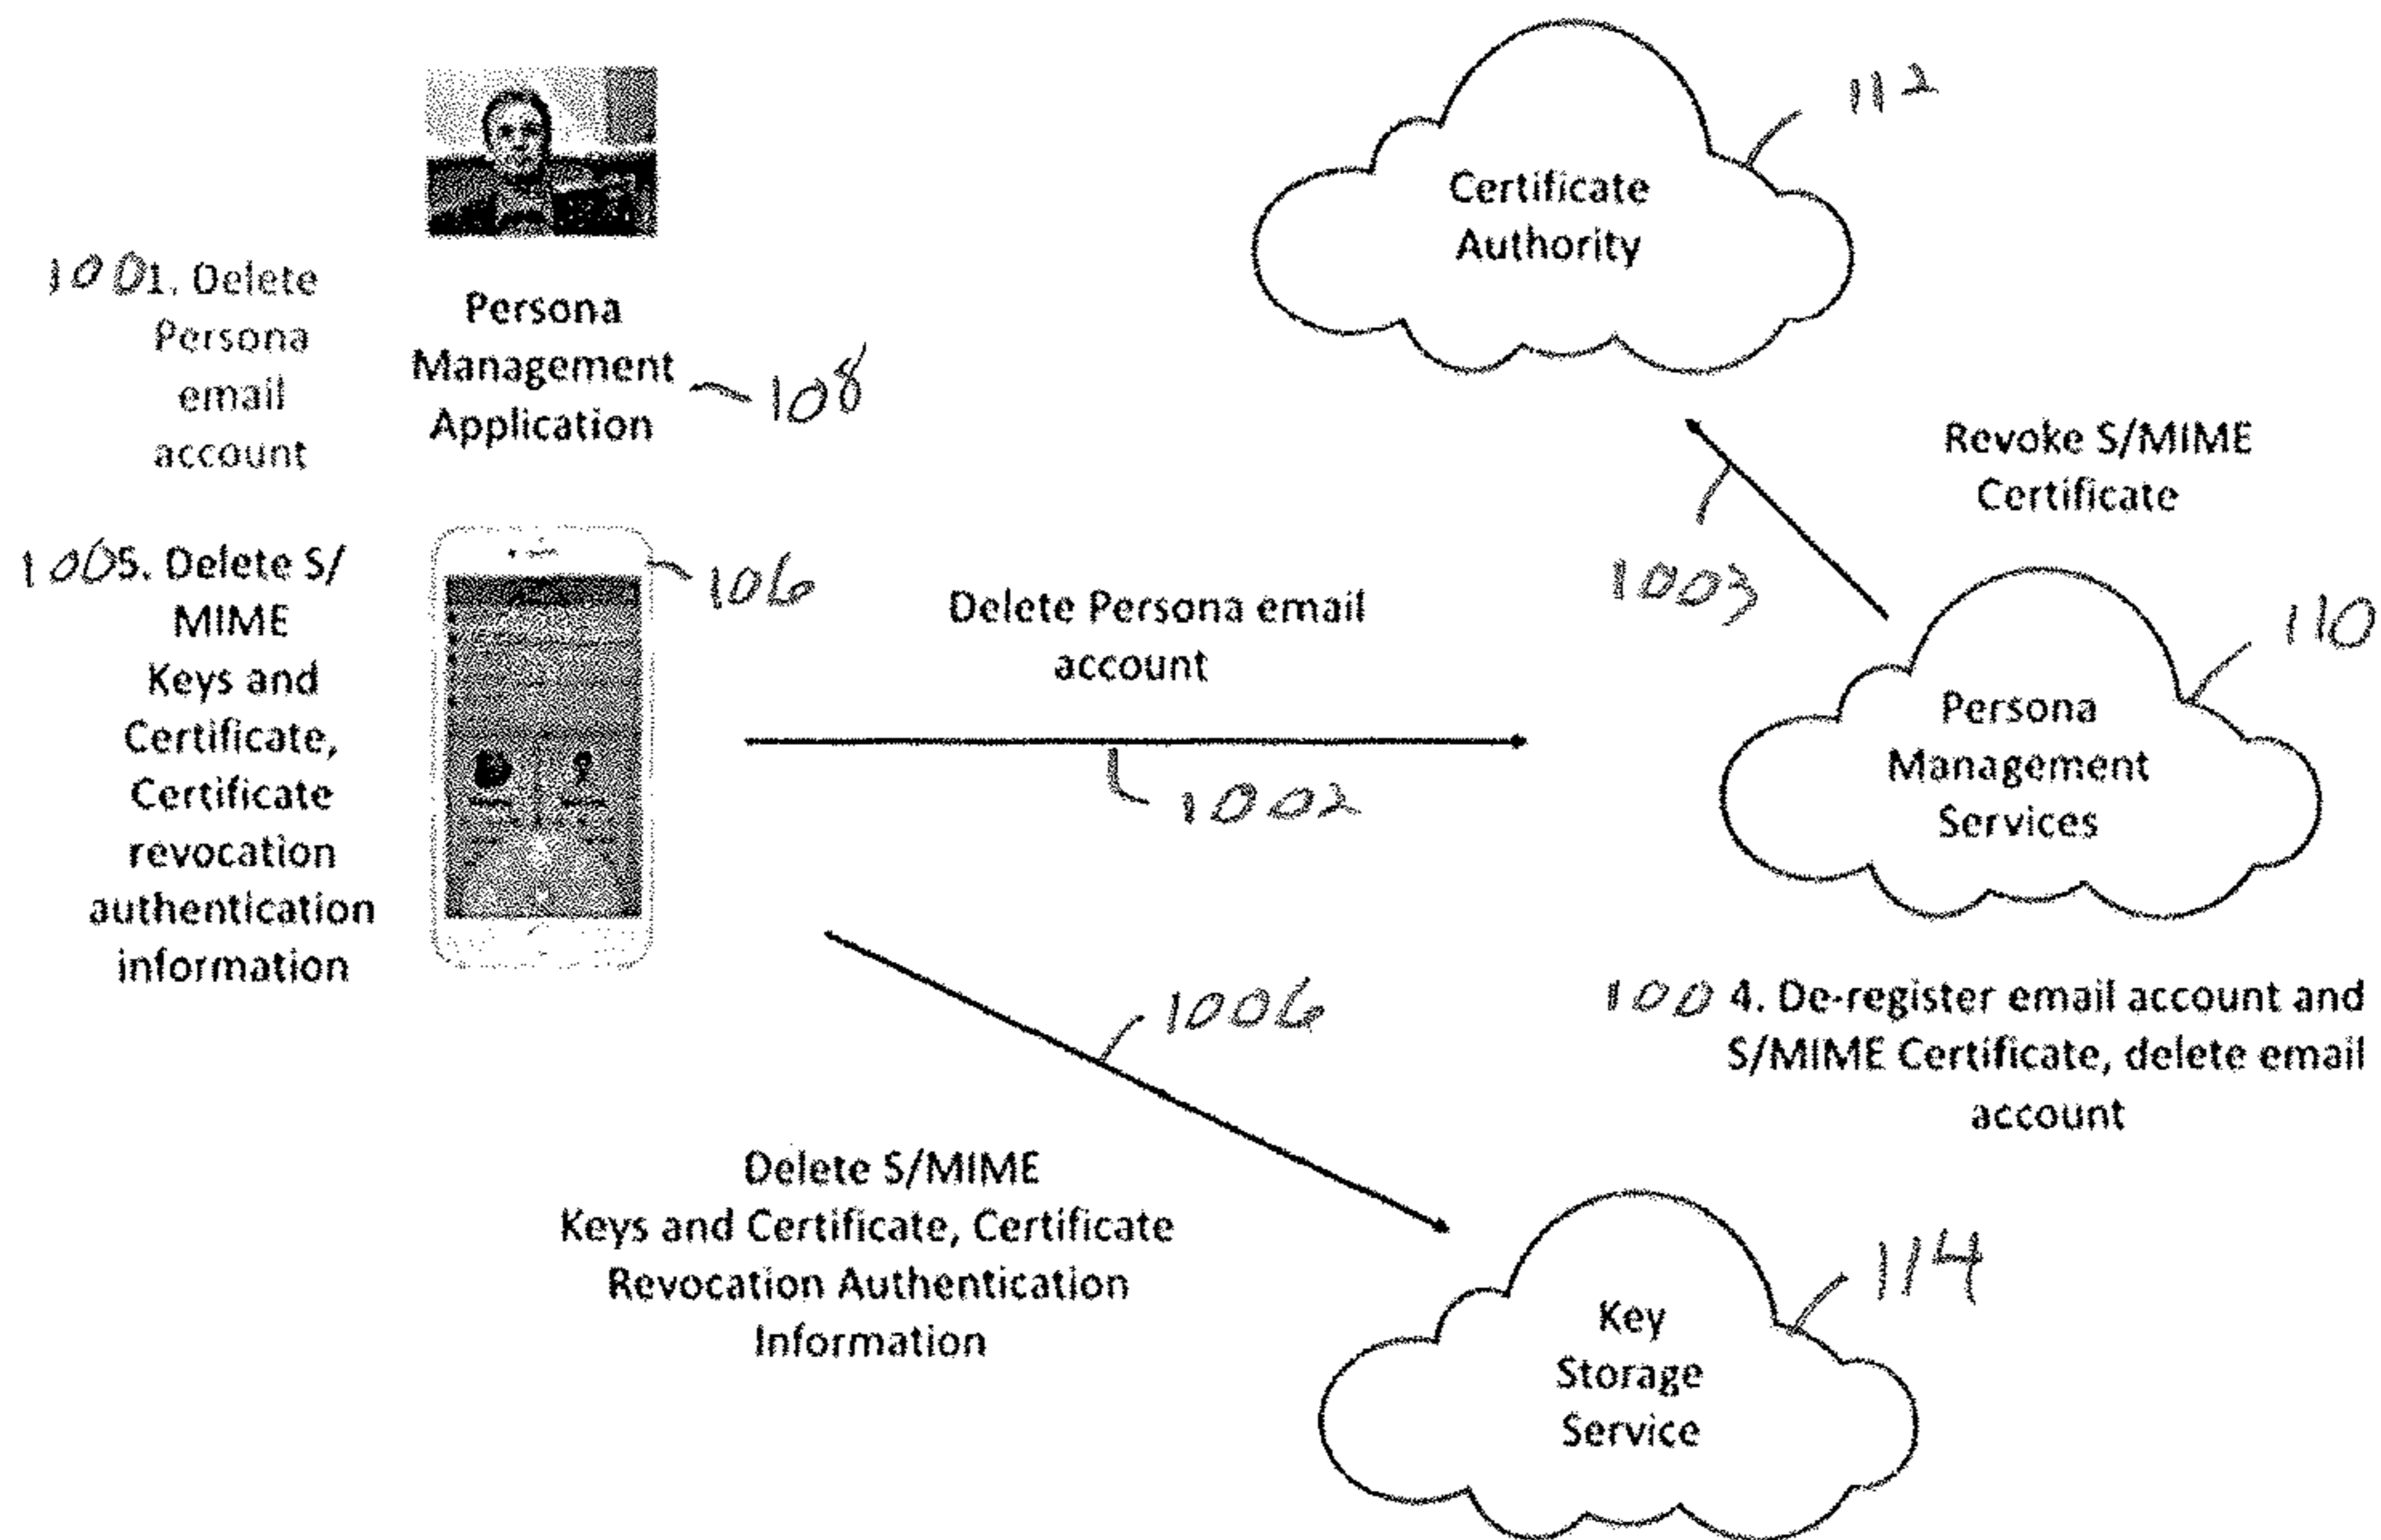 1001. Delete
Persona
email
account
Persona
Management
Application
108
112
Certificate
Authority
Revoke S/MIME
Certificate
1003
1005. Delete S/
MIME
Keys and
Certificate,
Certificate
revocation
authentication
information
106
Delete Persona email
account
1002
110
Persona
Management
Services
1004. De-register email account and
S/MIME Certificate, delete email
account
1006
Delete S/MIME
Keys and Certificate, Certificate
Revocation Authentication
Information
114
Key
Storage
Service